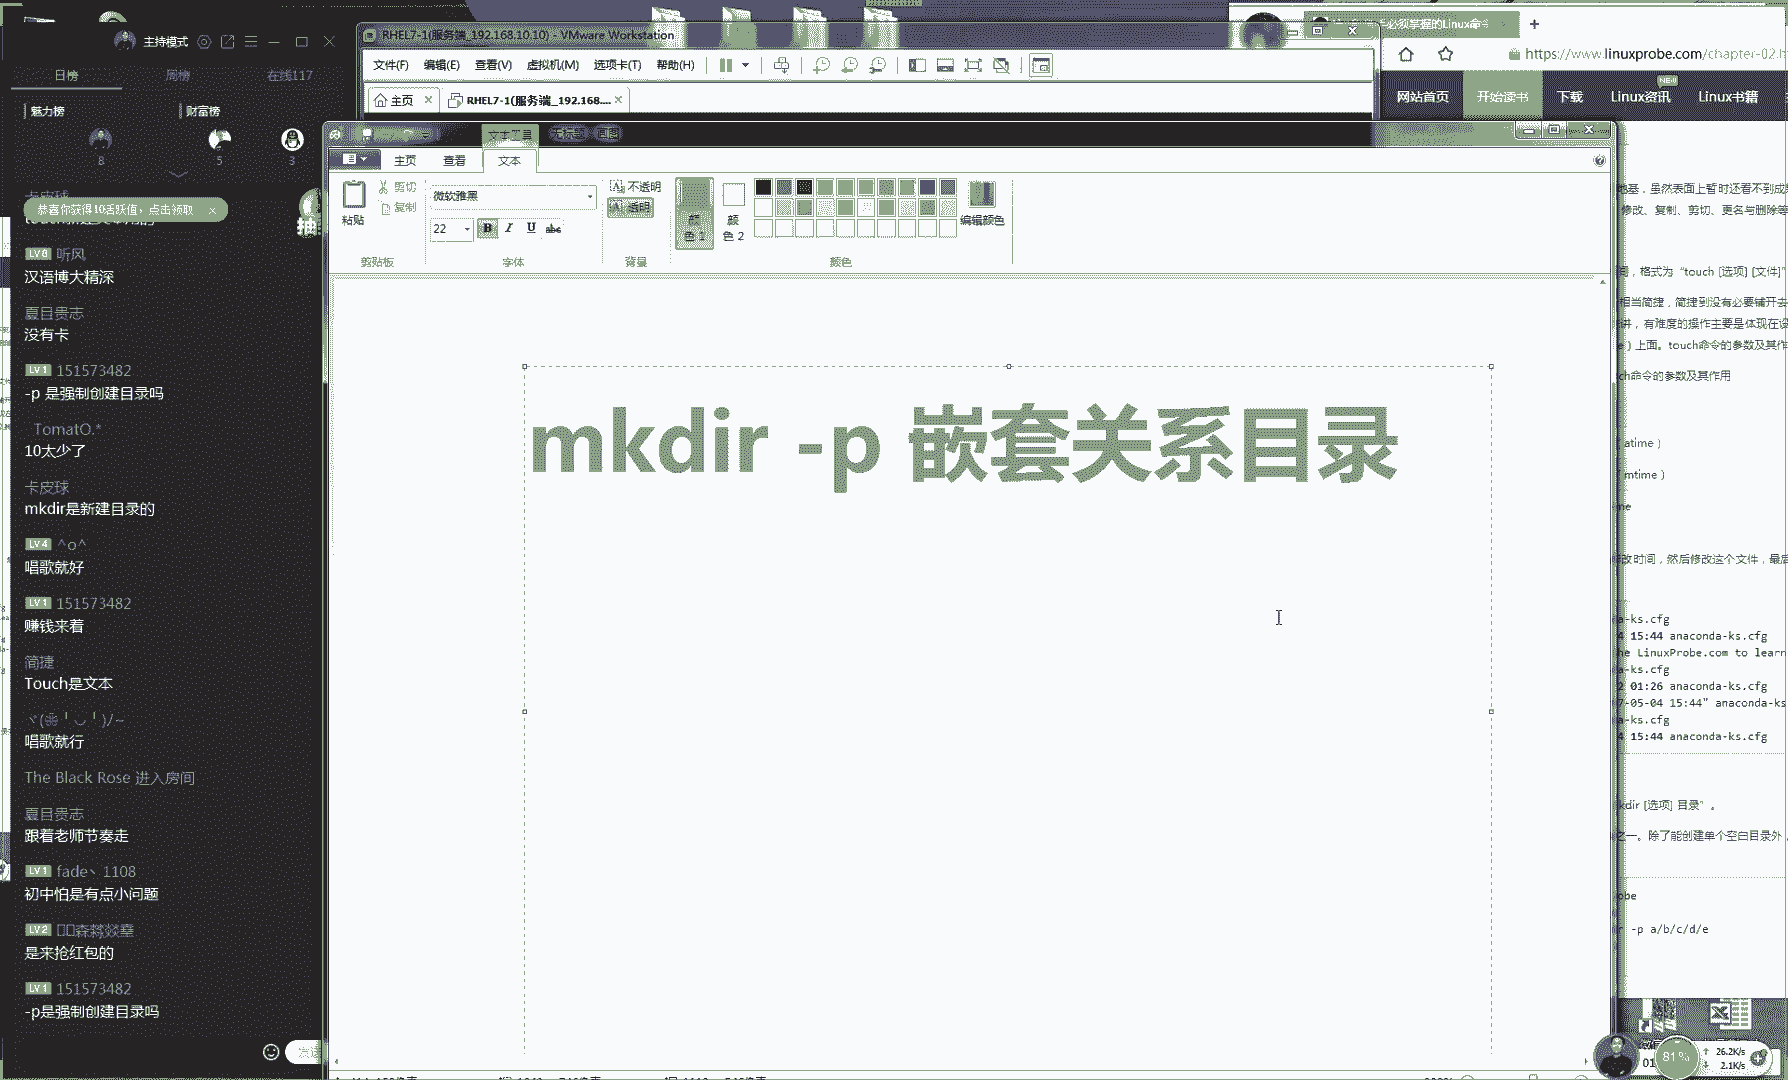 主持模式
日榜 周榜 在线117
魅力榜 财富榜
8 5 3
卡皮球
恭喜你获得10活跃值，点击领取 ×
抽
LV8 听风
汉语博大精深
夏目贵志
没有卡
LV1 151573482
-p 是强制创建目录吗
TomatO.*
10太少了
卡皮球
mkdir是新建目录的
LV4 ^o^
唱歌就好
LV1 151573482
赚钱来着
简捷
Touch是文本
唱歌就行
The Black Rose 进入房间
夏目贵志
跟着老师节奏走
LV1 fade、1108
初中怕是有点小问题
LV2
是来抢红包的
LV1 151573482
-p是强制创建目录吗
发送
RHEL7-1(服务端_192.168.10.10) - VMware Workstation
文件(F) 编辑(E) 查看(V) 虚拟机(M) 选项卡(T) 帮助(H)
主页 × RHEL7-1(服务端_192.168.... ×
文本工具 无标题 - 画图
主页 查看 文本
粘贴 剪切 复制
剪贴板
微软雅黑
22 B I U abc
字体
不透明
透明
背景
颜色 1 颜色 2
编辑颜色
颜色
mkdir -p 嵌套关系目录
必须掌握的Linux命令
https://www.linuxprobe.com/chapter-02.h
网站首页 开始读书 下载 Linux资讯 NEW Linux书籍
地基，虽然表面上暂时还看不到成
修改、复制、剪切、更名与删除等
，格式为“touch [选项] [文件]”
相当简捷，简捷到没有必要铺开去
讲，有难度的操作主要是体现在设
）上面。touch命令的参数及其作
ch命令的参数及其作用
atime）
mtime）
me
改时间，然后修改这个文件，最后
a-ks.cfg
4 15:44 anaconda-ks.cfg
he LinuxProbe.com to learn
a-ks.cfg
2 01:26 anaconda-ks.cfg
7-05-04 15:44" anaconda-ks
a-ks.cfg
4 15:44 anaconda-ks.cfg
kdir [选项] 目录”。
之一。除了能创建单个空白目录外，
obe
r -p a/b/c/d/e
81%
26.2K/s
2.1K/s